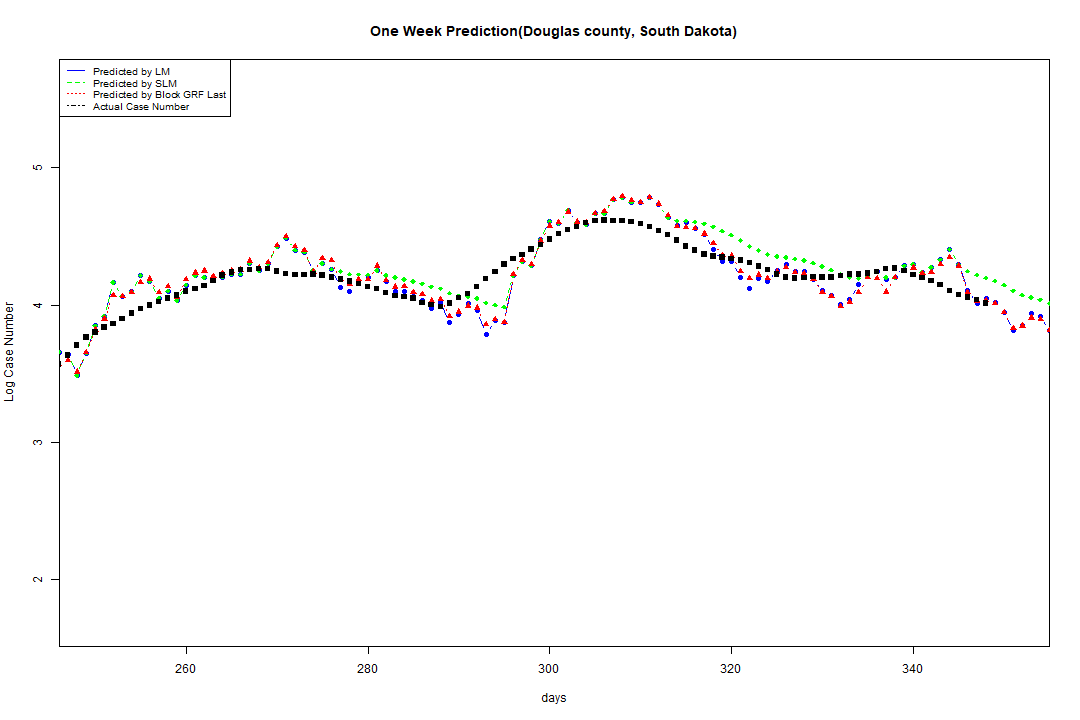 One Week Prediction(Douglas county, South Dakota)
Predicted by LM
Predicted by SLM
Predicted by Block GRF Last
Actual Case Number
5
4
3
2
Log Case Number
260 280 300 320 340
days